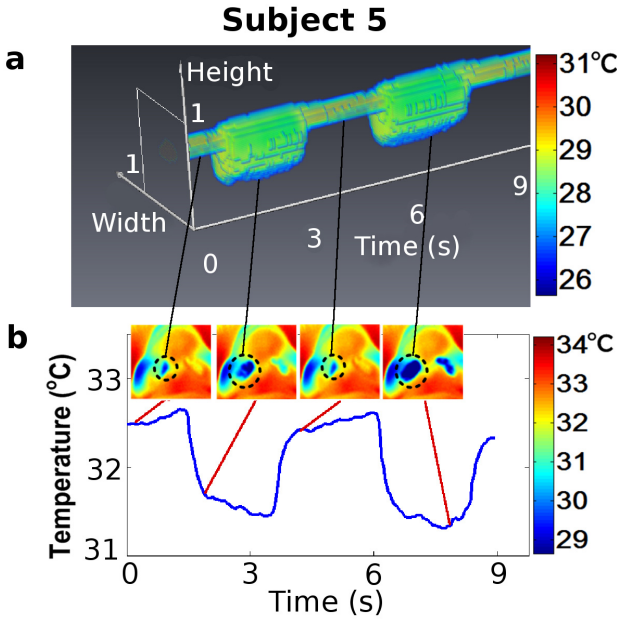 Subject 5
a
Height
1
1
Width
0
3
6
9
Time (s)
31°C
30
29
28
27
26
b
Temperature (°C)
33
32
31
0
3
6
9
Time (s)
34°C
33
32
31
30
29